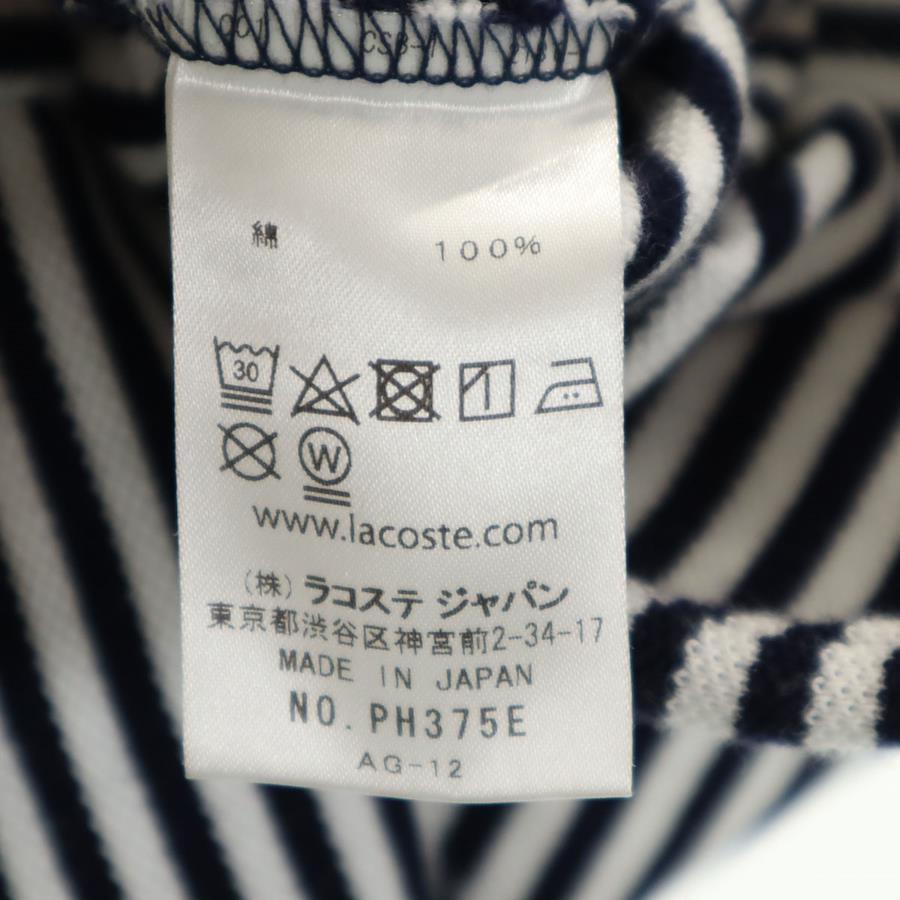 綿 100%
30
W
www.lacoste.com
(株) ラコステ ジャパン
東京都渋谷区神宮前2-34-17
MADE IN JAPAN
NO. PH375E
AG-12